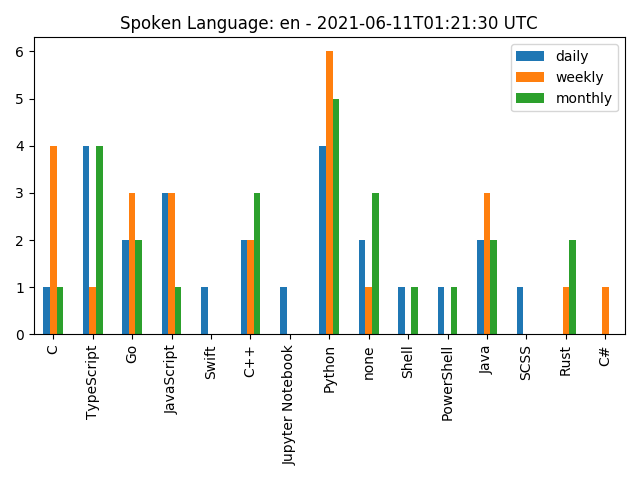 Spoken Language: en - 2021-06-11T01:21:30 UTC
daily
weekly
monthly
6
5
4
3
2
1
0
C
TypeScript
Go
JavaScript
Swift
C++
Jupyter Notebook
Python
none
Shell
PowerShell
Java
SCSS
Rust
C#